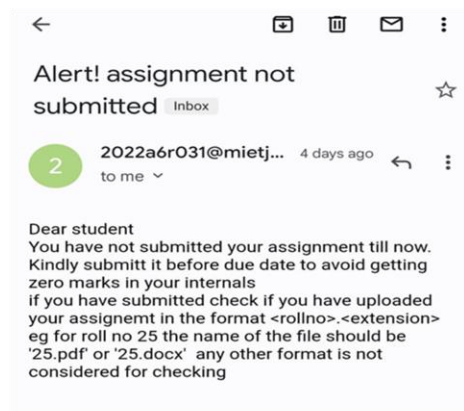 Alert! assignment not
submitted Inbox
2
2022a6r031@mietj... 4 days ago
to me
Dear student
You have not submitted your assignment till now.
Kindly submitt it before due date to avoid getting
zero marks in your internals
if you have submitted check if you have uploaded
your assignemt in the format <rollno>.<extension>
eg for roll no 25 the name of the file should be
'25.pdf' or '25.docx'  any other format is not
considered for checking